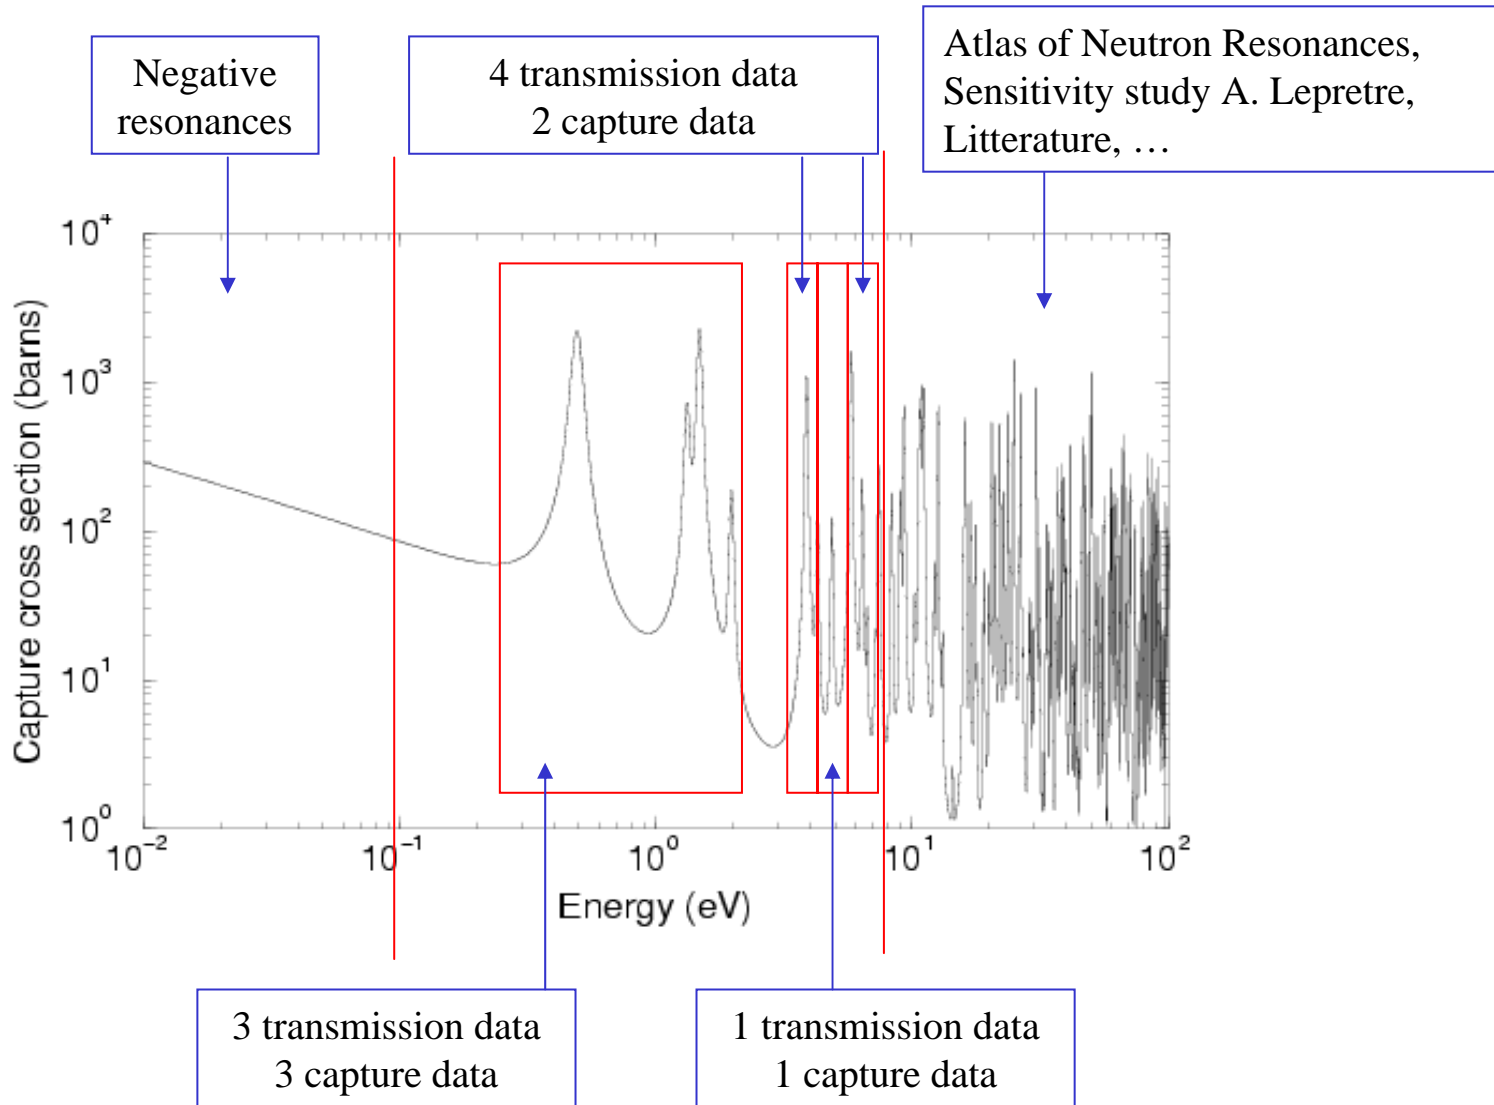 Negative
resonances
4 transmission data
2 capture data
Atlas of Neutron Resonances,
Sensitivity study A. Lepretre,
Litterature, …
Capture cross section (barns)
10⁴
10³
10²
10¹
10⁰
10⁻²
10⁻¹
10⁰
10¹
10²
Energy (eV)
3 transmission data
3 capture data
1 transmission data
1 capture data